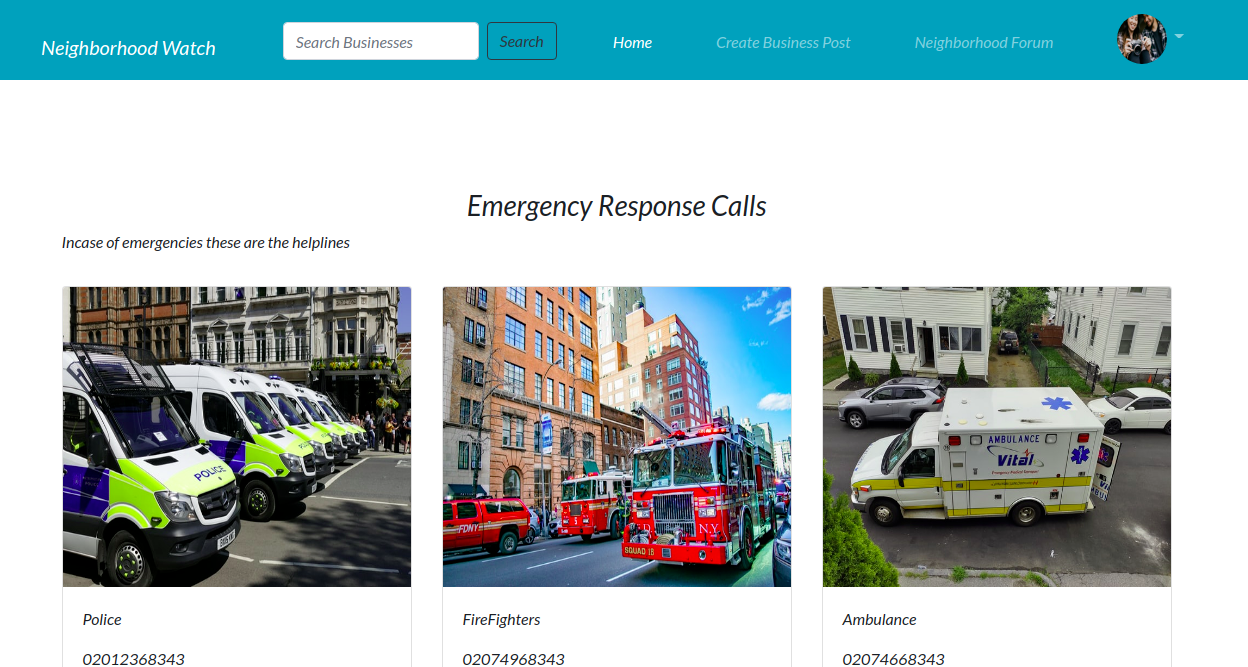 Neighborhood Watch
Search Businesses
Search
Home
Create Business Post
Neighborhood Forum
Emergency Response Calls
Incase of emergencies these are the helplines
POLICE
FDNY
N.Y.
SQUAD 18
AMBULANCE
Vital
Police
FireFighters
Ambulance
02012368343
02074968343
02074668343